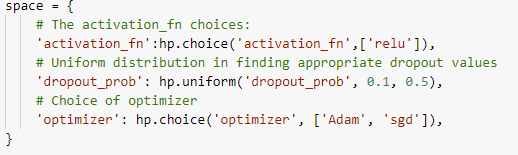 space = {
    # The activation_fn choices:
    'activation_fn':hp.choice('activation_fn',['relu']),
    # Uniform distribution in finding appropriate dropout values
    'dropout_prob': hp.uniform('dropout_prob', 0.1, 0.5),
    # Choice of optimizer
    'optimizer': hp.choice('optimizer', ['Adam', 'sgd']),
}